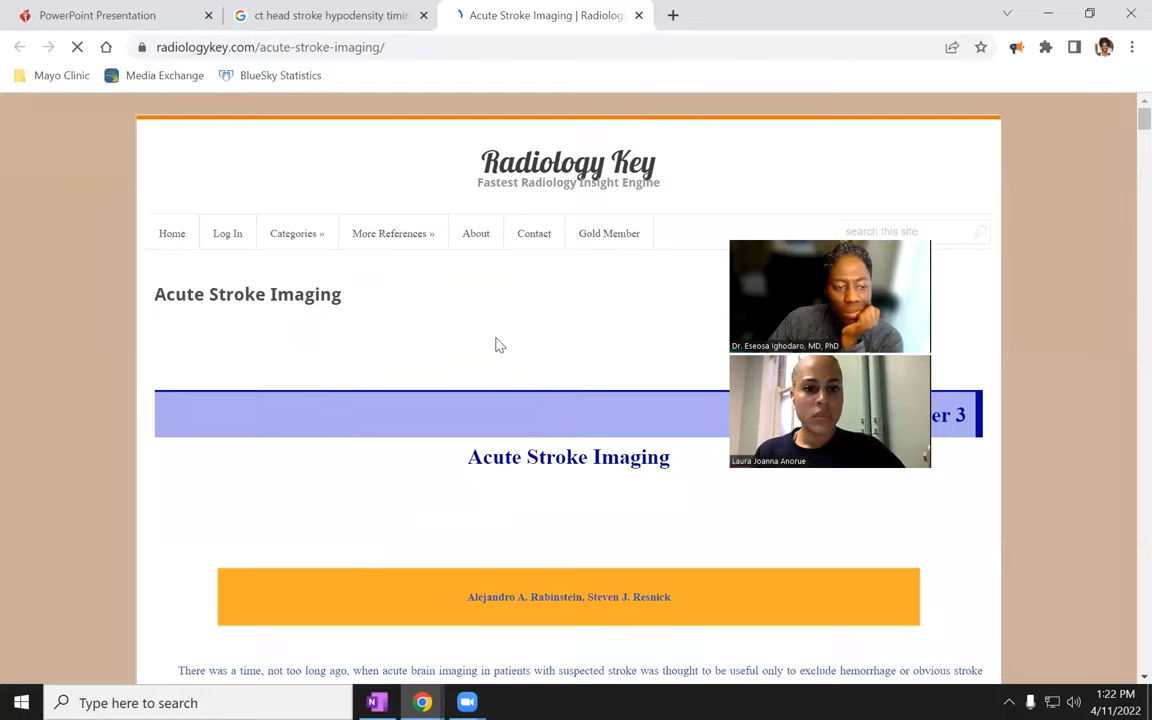 PowerPoint Presentation
ct head stroke hypodensity timin
Acute Stroke Imaging | Radiology
radiologykey.com/acute-stroke-imaging/
Mayo Clinic
Media Exchange
BlueSky Statistics
Radiology Key
Fastest Radiology Insight Engine
Home
Log In
Categories »
More References »
About
Contact
Gold Member
search this site
Acute Stroke Imaging
Dr. Eseosa Ighodaro, MD, PhD
er 3
Acute Stroke Imaging
Laura Joanna Anorue
Alejandro A. Rabinstein, Steven J. Resnick
There was a time, not too long ago, when acute brain imaging in patients with suspected stroke was thought to be useful only to exclude hemorrhage or obvious stroke
Type here to search
1:22 PM
4/11/2022